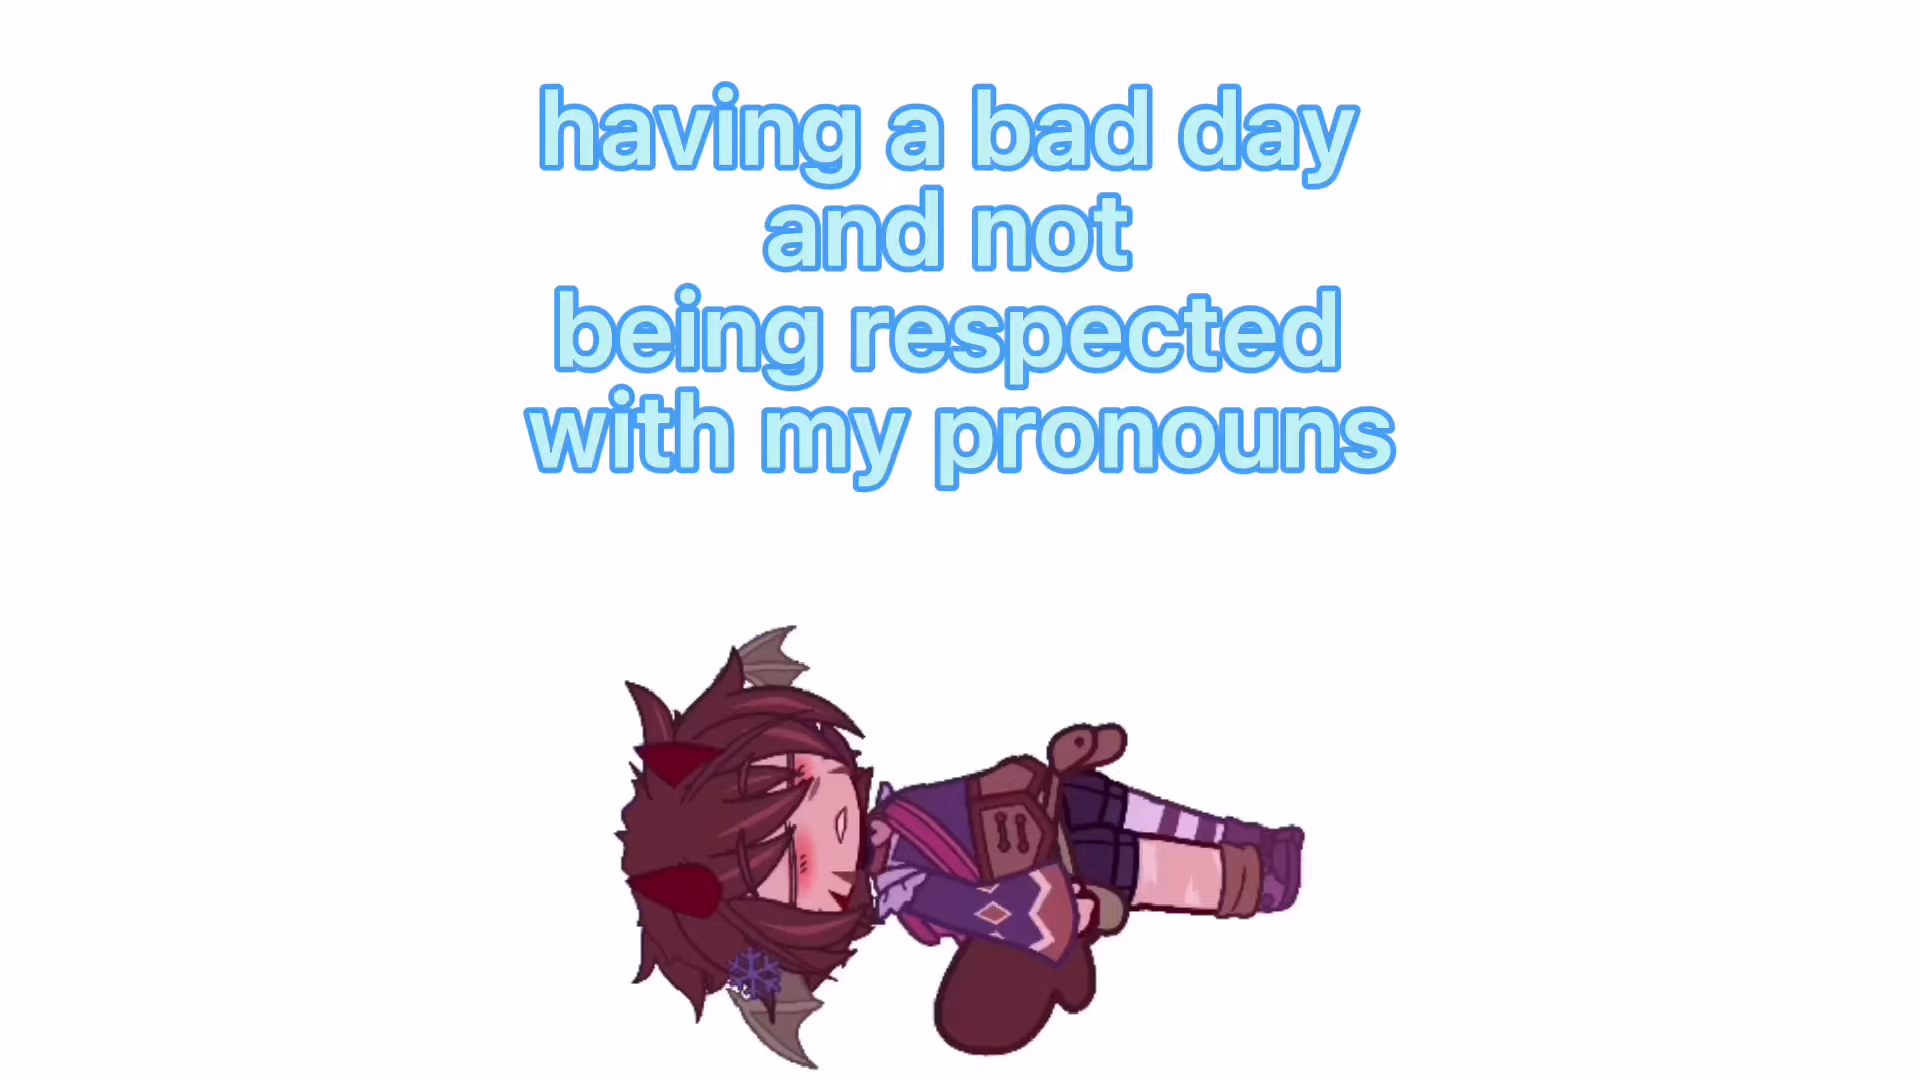 having a bad day
and not
being respected
with my pronouns